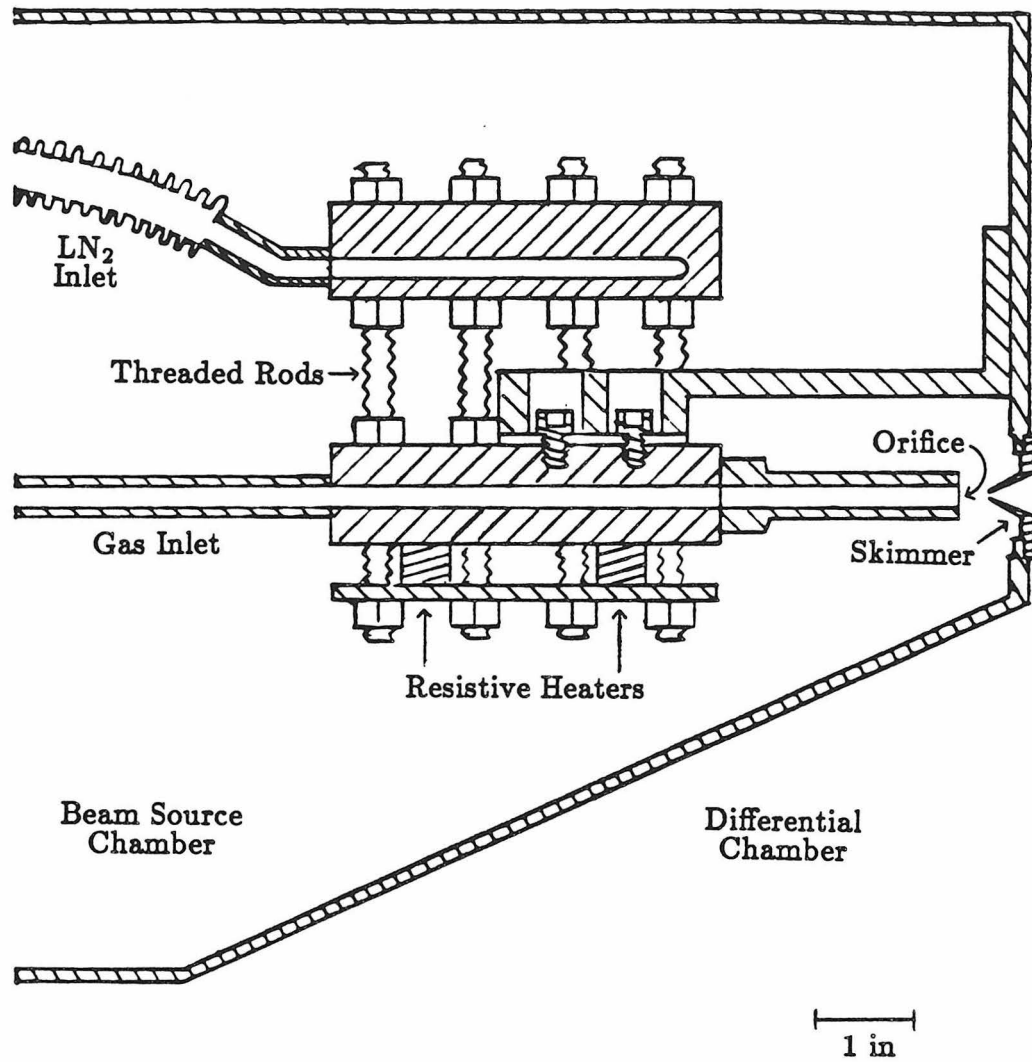 LN₂
Inlet
Threaded Rods
Orifice
Gas Inlet
Skimmer
Resistive Heaters
Beam Source
Chamber
Differential
Chamber
1 in